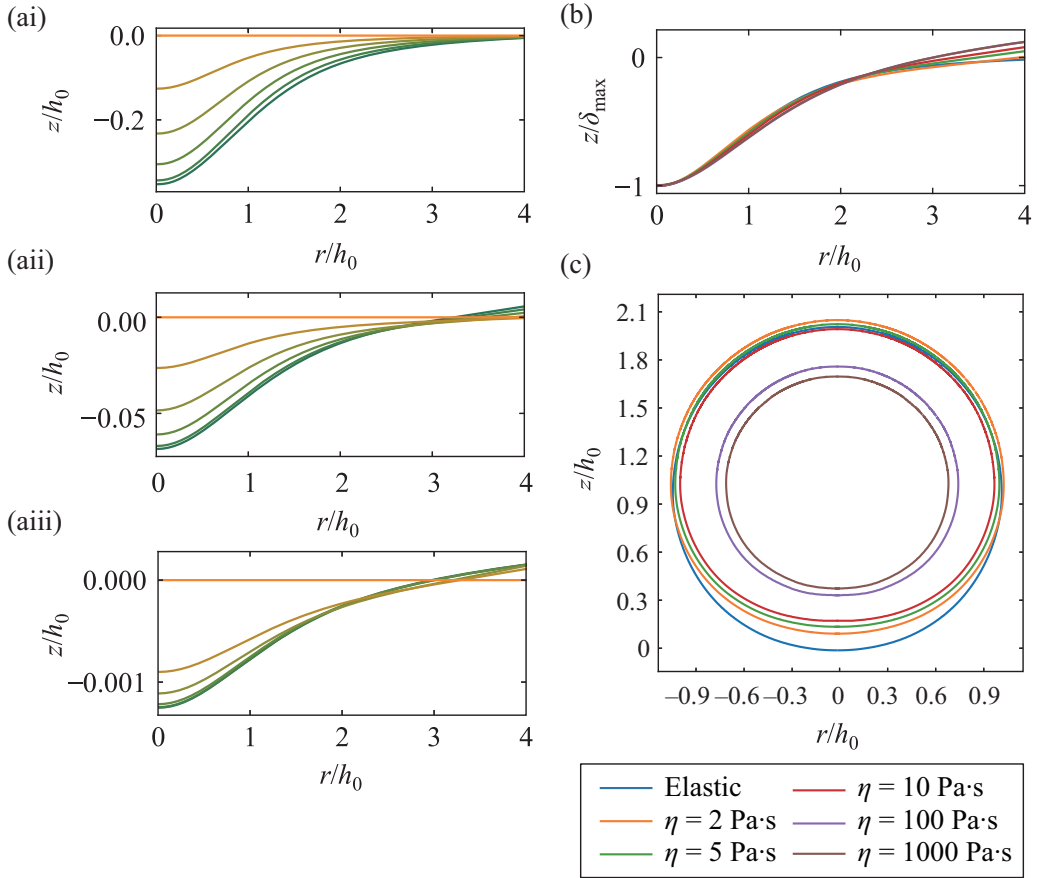 (ai)
0.0
−0.2
z/h0
0 1 2 3 4
r/h0
(b)
0
−1
z/δmax
0 1 2 3 4
r/h0
(aii)
0.00
−0.05
z/h0
0 1 2 3 4
r/h0
(aiii)
0.000
−0.001
z/h0
0 1 2 3 4
r/h0
(c)
2.1
1.8
1.5
1.2
0.9
0.6
0.3
0
z/h0
−0.9 −0.6 −0.3 0 0.3 0.6 0.9
r/h0
Elastic
η = 2 Pa·s
η = 5 Pa·s
η = 10 Pa·s
η = 100 Pa·s
η = 1000 Pa·s